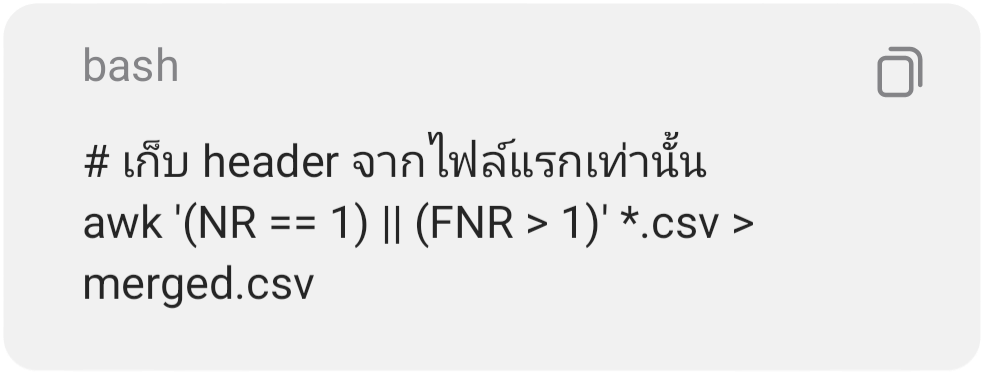 bash
# เก็บ header จากไฟล์แรกเท่านั้น
awk '(NR == 1) || (FNR > 1)' *.csv >
merged.csv